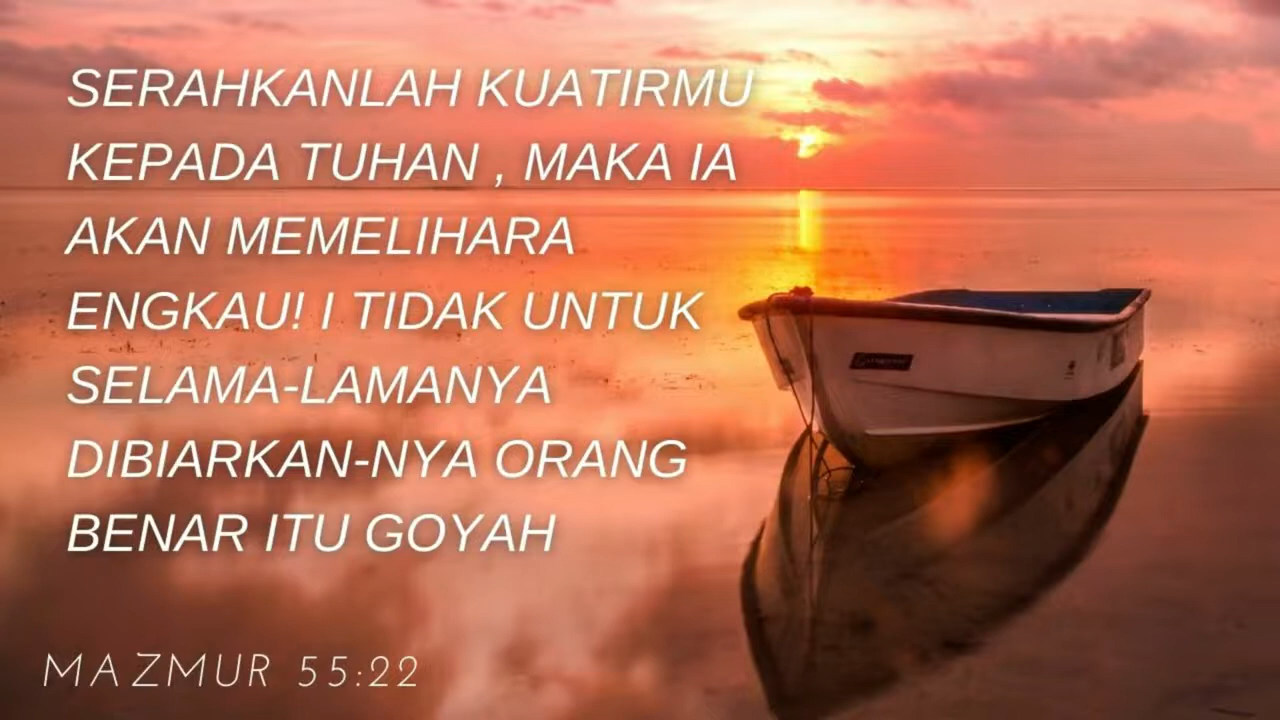 SERAHKANLAH KUATIRMU
KEPADA TUHAN , MAKA IA
AKAN MEMELIHARA
ENGKAU! I TIDAK UNTUK
SELAMA-LAMANYA
DIBIARKAN-NYA ORANG
BENAR ITU GOYAH
MAZMUR 55:22